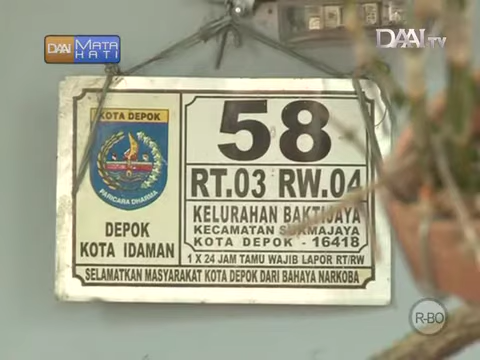 DAAI MATA HATI
DAAI TV
KOTA DEPOK
PARICARA DHARMA
DEPOK
KOTA IDAMAN
58
RT.03 RW.04
KELURAHAN BAKTIJAYA
KECAMATAN SUKMAJAYA
KOTA DEPOK - 16418
1 X 24 JAM TAMU WAJIB LAPOR RT/RW
SELAMATKAN MASYARAKAT KOTA DEPOK DARI BAHAYA NARKOBA
R-BO